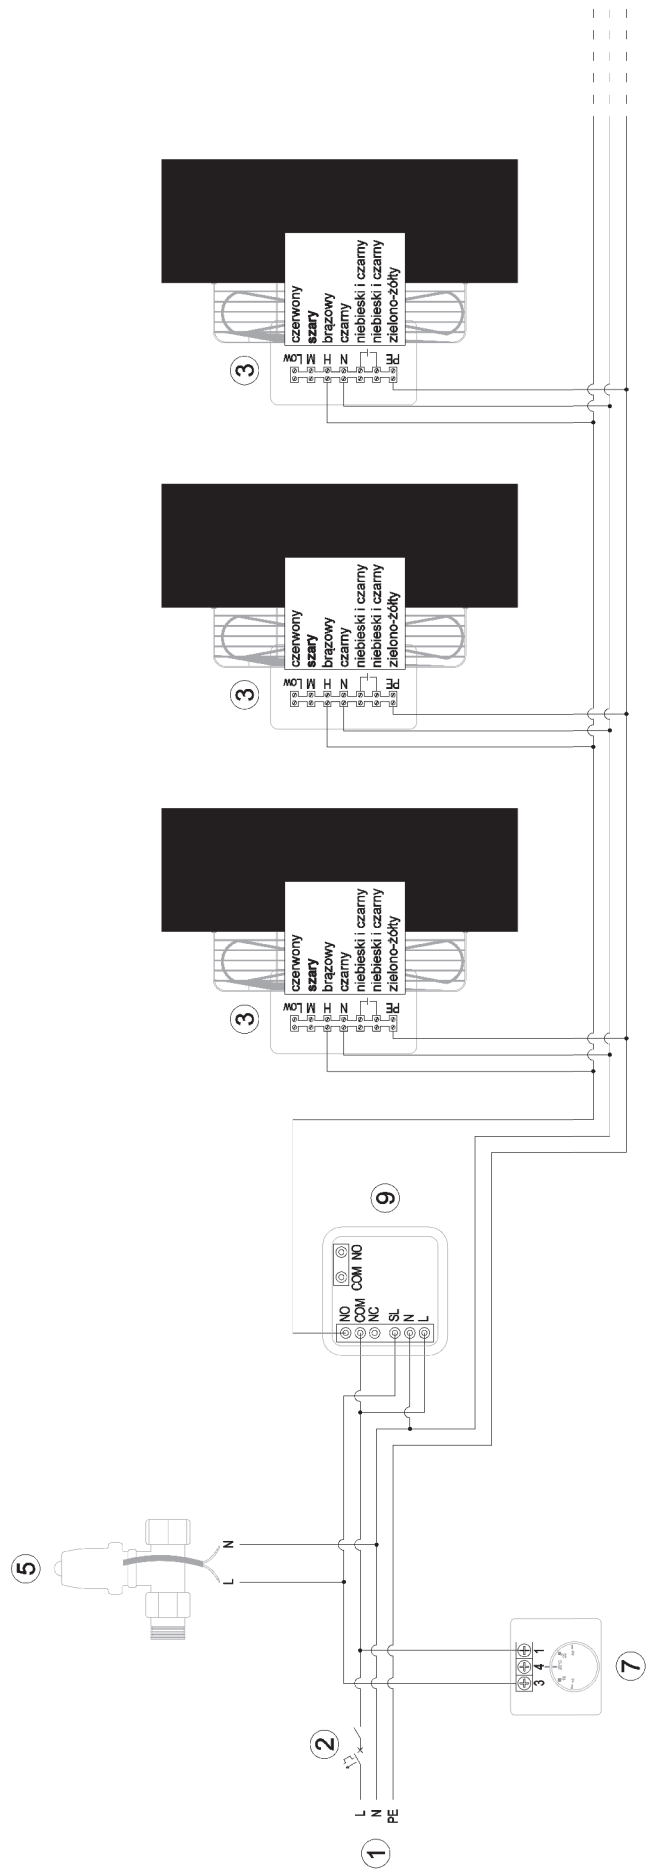 czerwony
szary
brązowy
czarny
niebieski i czarny
niebieski i czarny
zielono-żółty
Low
M
H
N
PE
3
czerwony
szary
brązowy
czarny
niebieski i czarny
niebieski i czarny
zielono-żółty
Low
M
H
N
PE
3
czerwony
szary
brązowy
czarny
niebieski i czarny
niebieski i czarny
zielono-żółty
Low
M
H
N
PE
3
9
COM NO
NO
COM
NC
SL
N
L
5
N
L
1
4
3
7
2
L
N
PE
1